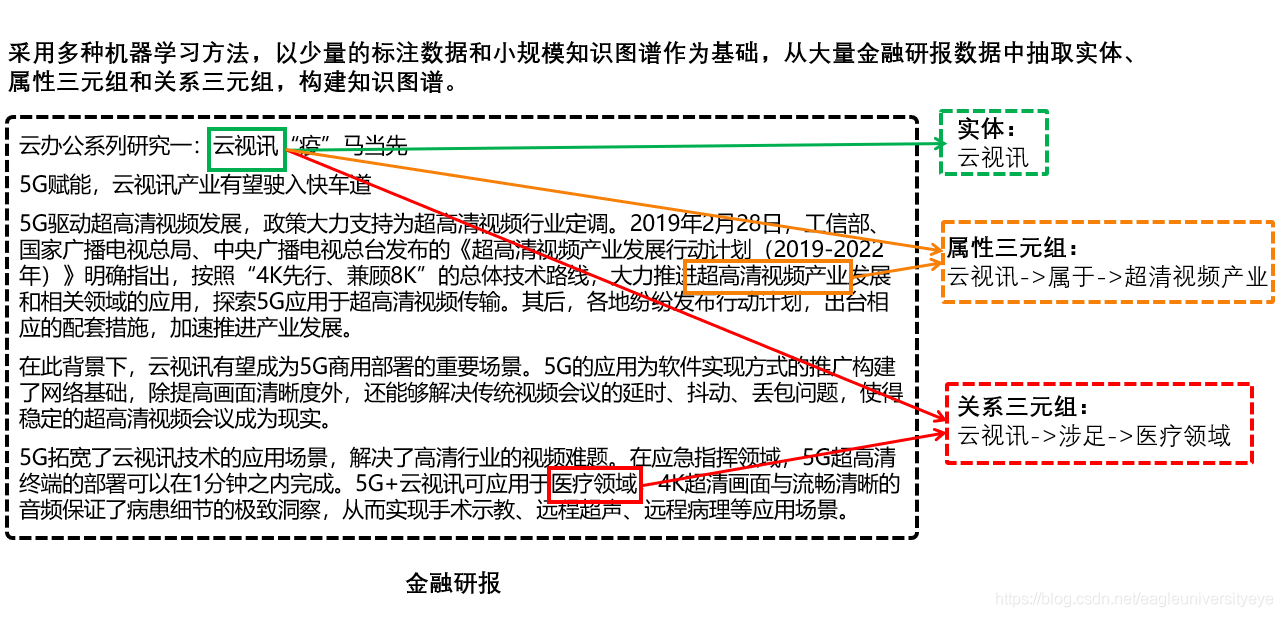 采用多种机器学习方法，以少量的标注数据和小规模知识图谱作为基础，从大量金融研报数据中抽取实体、
属性三元组和关系三元组，构建知识图谱。
云办公系列研究一：云视讯“疫”马当先
5G赋能，云视讯产业有望驶入快车道
5G驱动超高清视频发展，政策大力支持为超高清视频行业定调。2019年2月28日，工信部、
国家广播电视总局、中央广播电视总台发布的《超高清视频产业发展行动计划（2019-2022
年）》明确指出，按照“4K先行、兼顾8K”的总体技术路线，大力推进超高清视频产业发展
和相关领域的应用，探索5G应用于超高清视频传输。其后，各地纷纷发布行动计划，出台相
应的配套措施，加速推进产业发展。
在此背景下，云视讯有望成为5G商用部署的重要场景。5G的应用为软件实现方式的推广构建
了网络基础，除提高画面清晰度外，还能够解决传统视频会议的延时、抖动、丢包问题，使得
稳定的超高清视频会议成为现实。
5G拓宽了云视讯技术的应用场景，解决了高清行业的视频难题。在应急指挥领域，5G超高清
终端的部署可以在1分钟之内完成。5G+云视讯可应用于医疗领域，4K超清画面与流畅清晰的
音频保证了病患细节的极致洞察，从而实现手术示教、远程超声、远程病理等应用场景。
实体：
云视讯
属性三元组：
云视讯->属于->超清视频产业
关系三元组：
云视讯->涉足->医疗领域
金融研报
https://blog.csdn.net/eagleuniversityeye